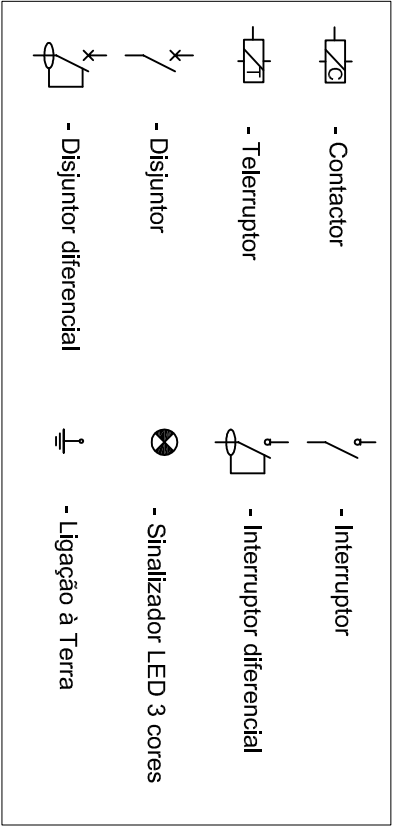 C
- Contactor
T
- Telerruptor
- Disjuntor
- Disjuntor diferencial
- Interruptor
- Interruptor diferencial
- Sinalizador LED 3 cores
- Ligação à Terra